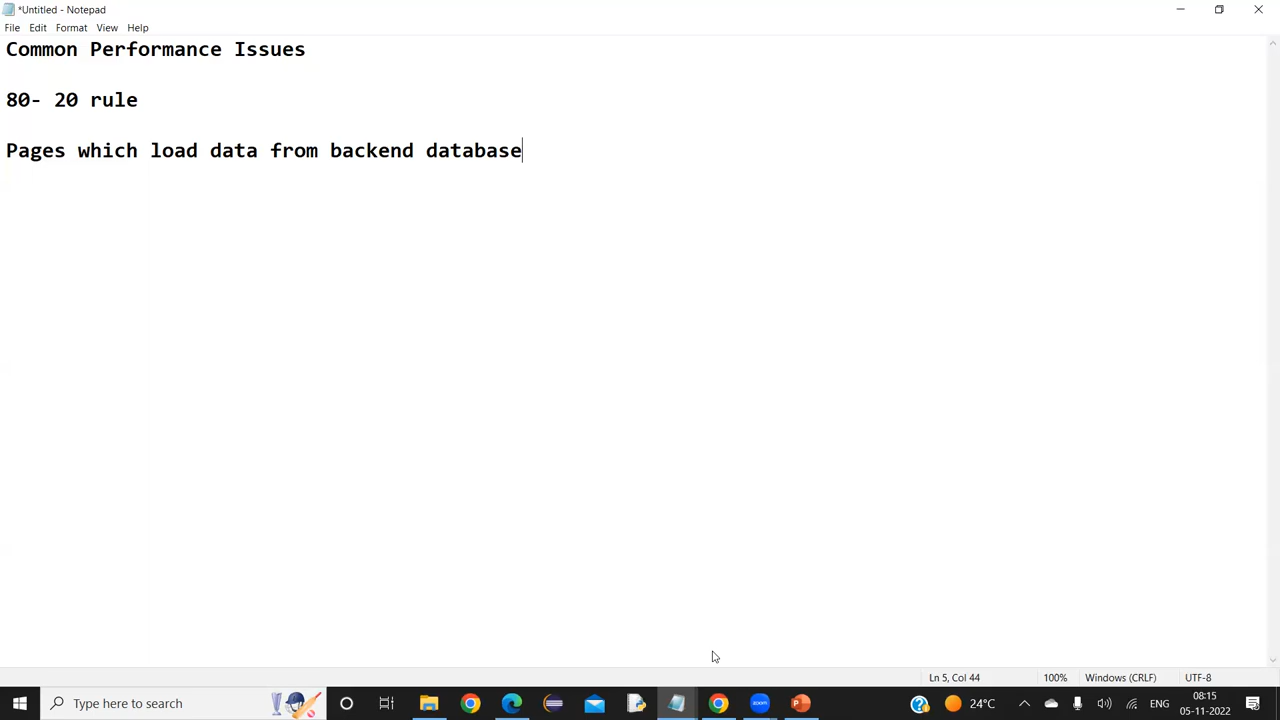 *Untitled - Notepad
File Edit Format View Help
Common Performance Issues
80- 20 rule
Pages which load data from backend database
Ln 5, Col 44 100% Windows (CRLF) UTF-8
Type here to search zoom P 24°C ENG 08:15
05-11-2022